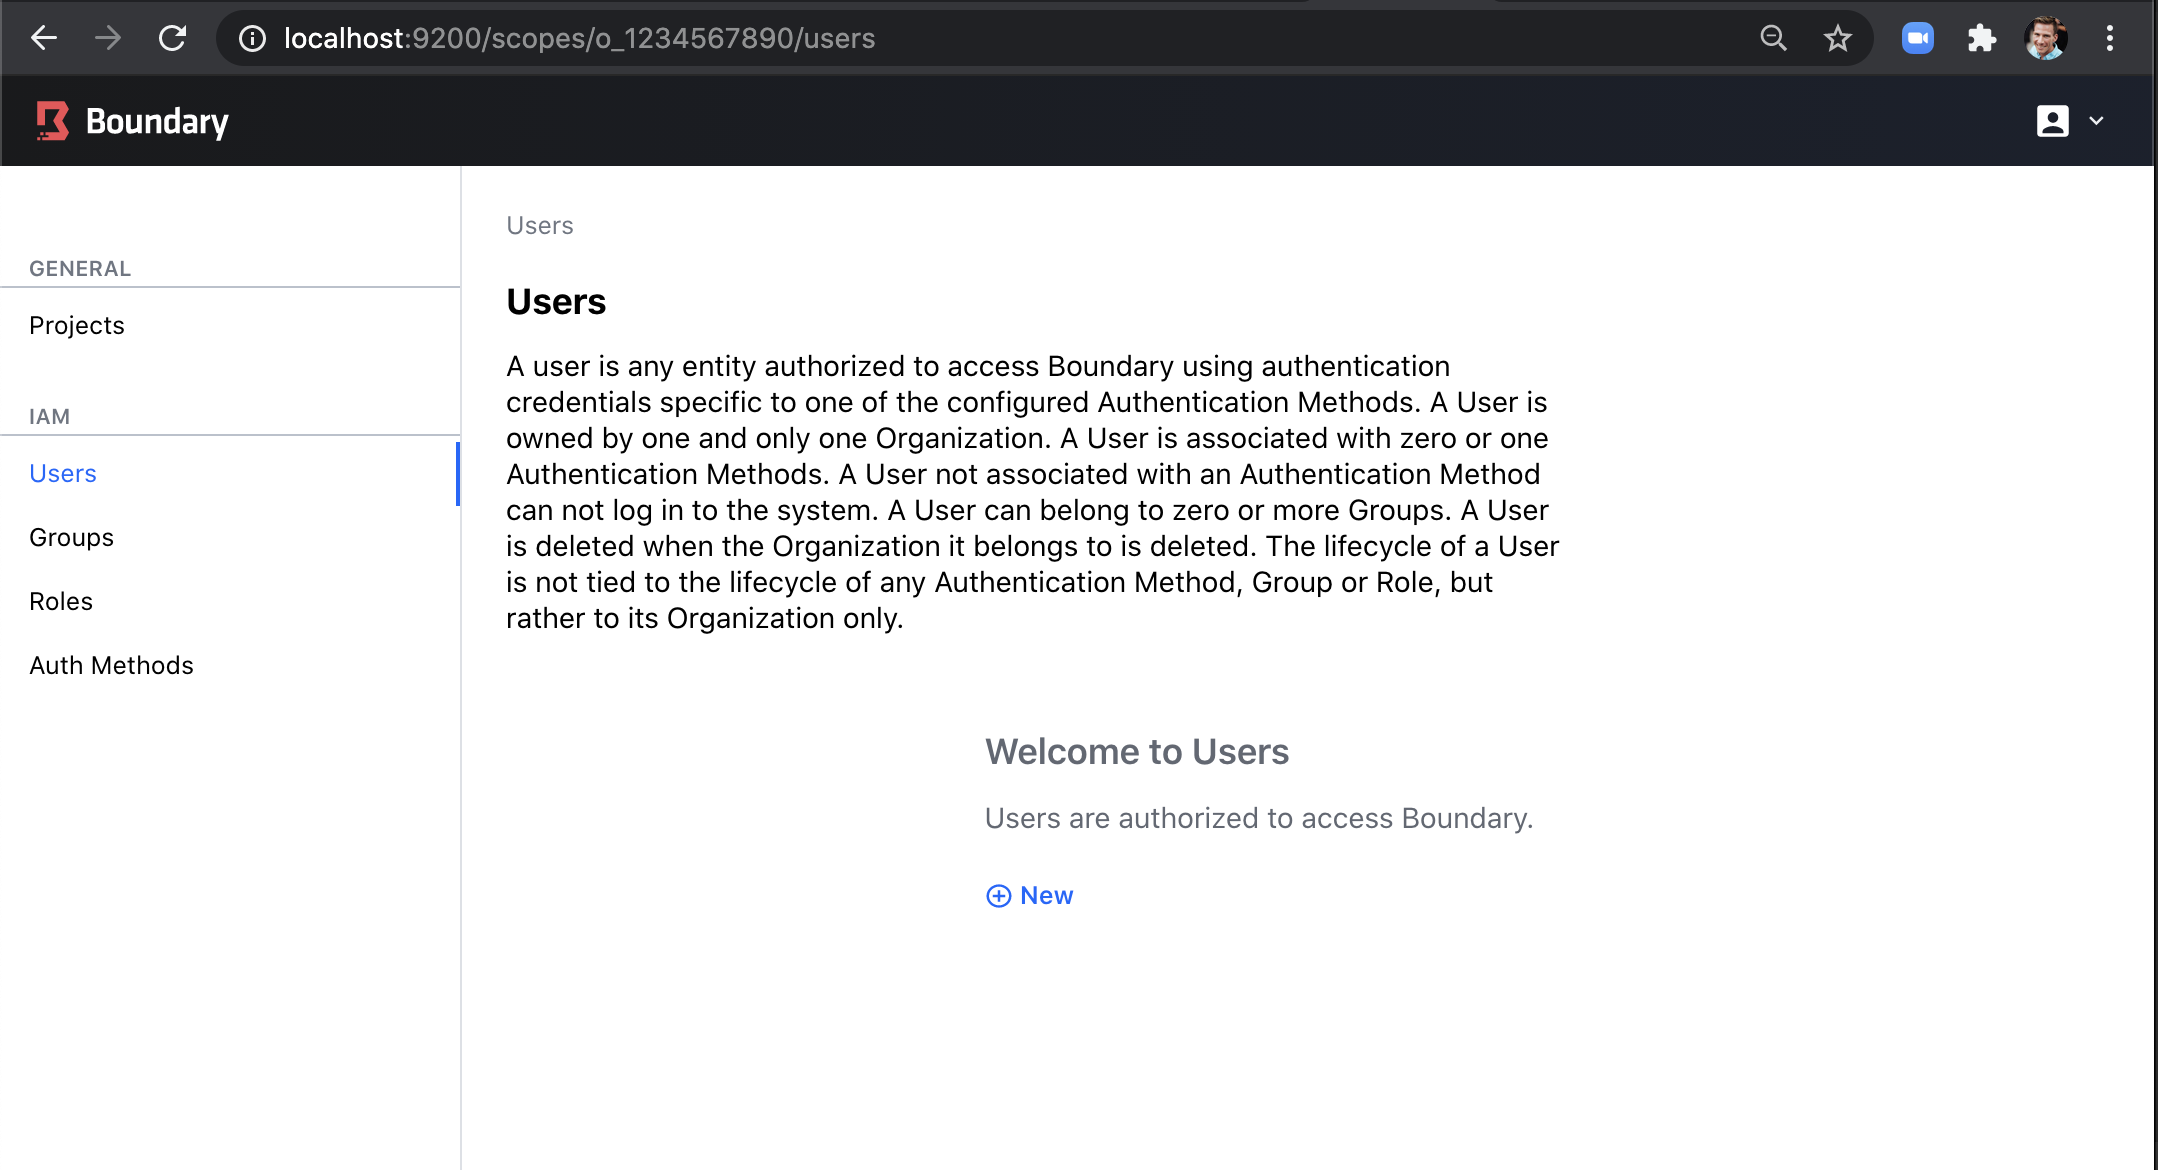 localhost:9200/scopes/o_1234567890/users
Boundary
GENERAL
Projects
IAM
Users
Groups
Roles
Auth Methods
Users
Users
A user is any entity authorized to access Boundary using authentication
credentials specific to one of the configured Authentication Methods. A User is
owned by one and only one Organization. A User is associated with zero or one
Authentication Methods. A User not associated with an Authentication Method
can not log in to the system. A User can belong to zero or more Groups. A User
is deleted when the Organization it belongs to is deleted. The lifecycle of a User
is not tied to the lifecycle of any Authentication Method, Group or Role, but
rather to its Organization only.
Welcome to Users
Users are authorized to access Boundary.
New